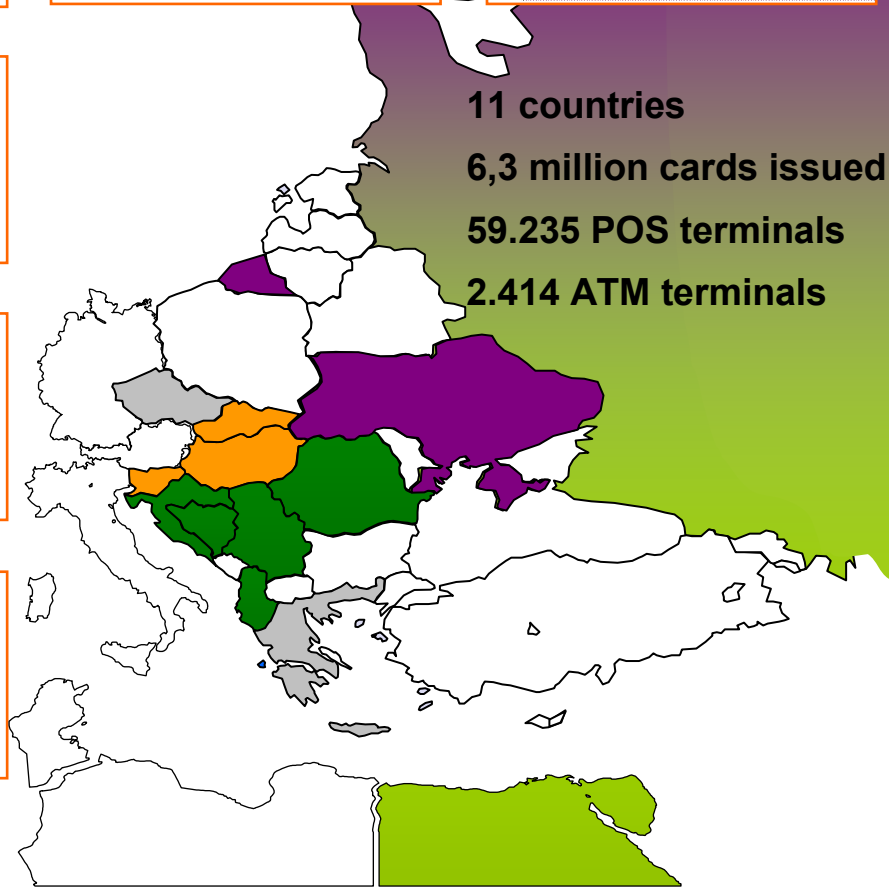 11 countries
6,3 million cards issued
59.235 POS terminals
2.414 ATM terminals